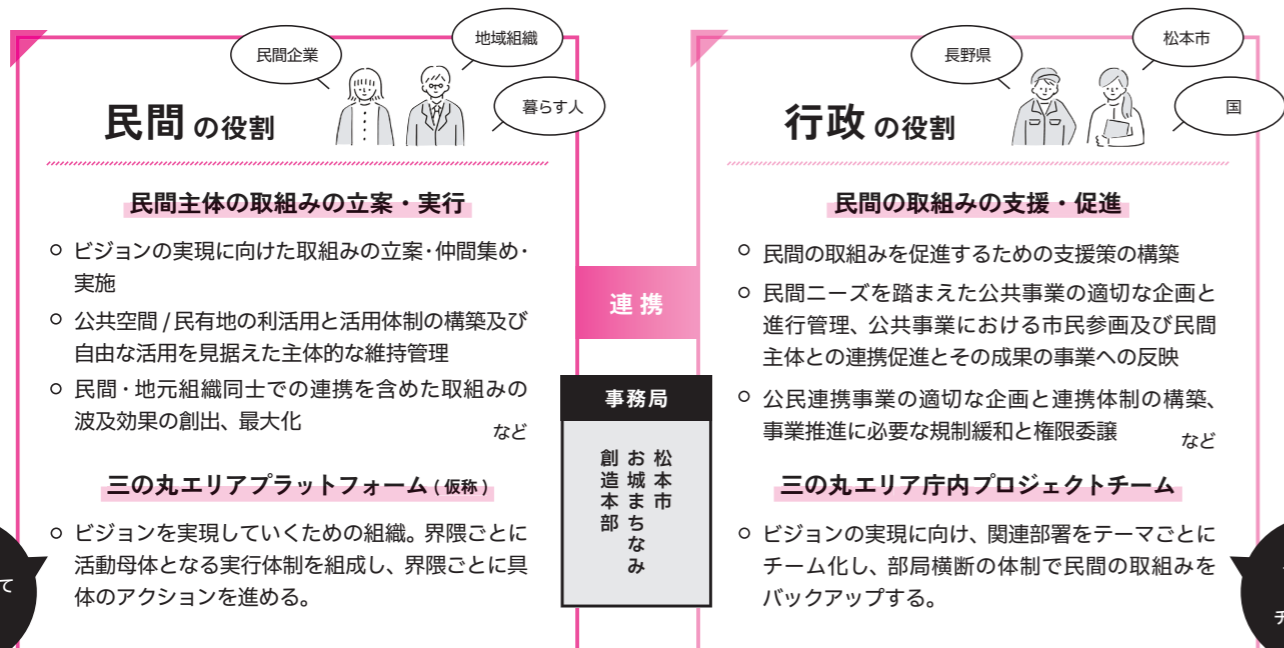 民間企業
地域組織
暮らす人
民間の役割
民間主体の取組みの立案・実行
○ ビジョンの実現に向けた取組みの立案・仲間集め・
実施
○ 公共空間/民有地の利活用と活用体制の構築及び
自由な活用を見据えた主体的な維持管理
○ 民間・地元組織同士での連携を含めた取組みの
波及効果の創出、最大化
など
三の丸エリアプラットフォーム(仮称)
○ ビジョンを実現していくための組織。界隈ごとに
活動母体となる実行体制を組成し、界隈ごとに具
体のアクションを進める。
て
連携
事務局
松本市
お城まちなみ
創造本部
長野県
松本市
国
行政の役割
民間の取組みの支援・促進
○ 民間の取組みを促進するための支援策の構築
○ 民間ニーズを踏まえた公共事業の適切な企画と
進行管理、公共事業における市民参画及び民間
主体との連携促進とその成果の事業への反映
○ 公民連携事業の適切な企画と連携体制の構築、
事業推進に必要な規制緩和と権限委譲
など
三の丸エリア庁内プロジェクトチーム
○ ビジョンの実現に向け、関連部署をテーマごとに
チーム化し、部局横断の体制で民間の取組みを
バックアップする。